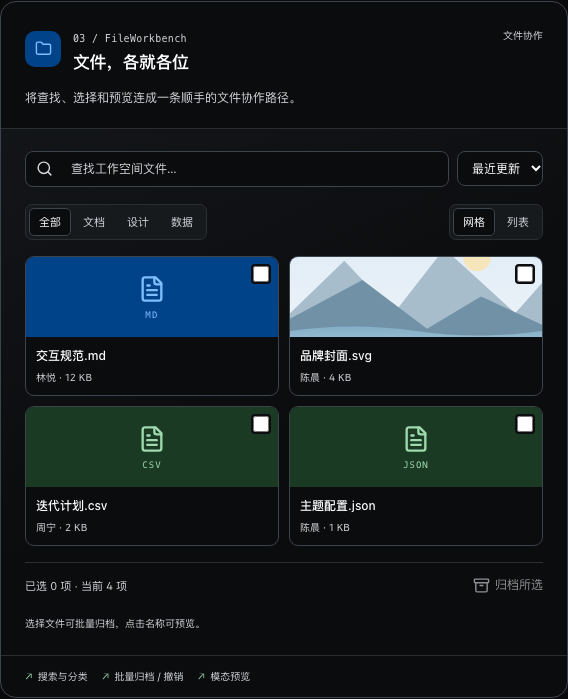 03 / FileWorkbench
文件协作
文件，各就各位
将查找、选择和预览连成一条顺手的文件协作路径。
查找工作空间文件...
最近更新
全部 文档 设计 数据
网格 列表
MD
交互规范.md
林悦 · 12 KB
品牌封面.svg
陈晨 · 4 KB
CSV
迭代计划.csv
周宁 · 2 KB
JSON
主题配置.json
陈晨 · 1 KB
已选 0 项 · 当前 4 项
归档所选
选择文件可批量归档，点击名称可预览。
↗ 搜索与分类 ↗ 批量归档 / 撤销 ↗ 模态预览